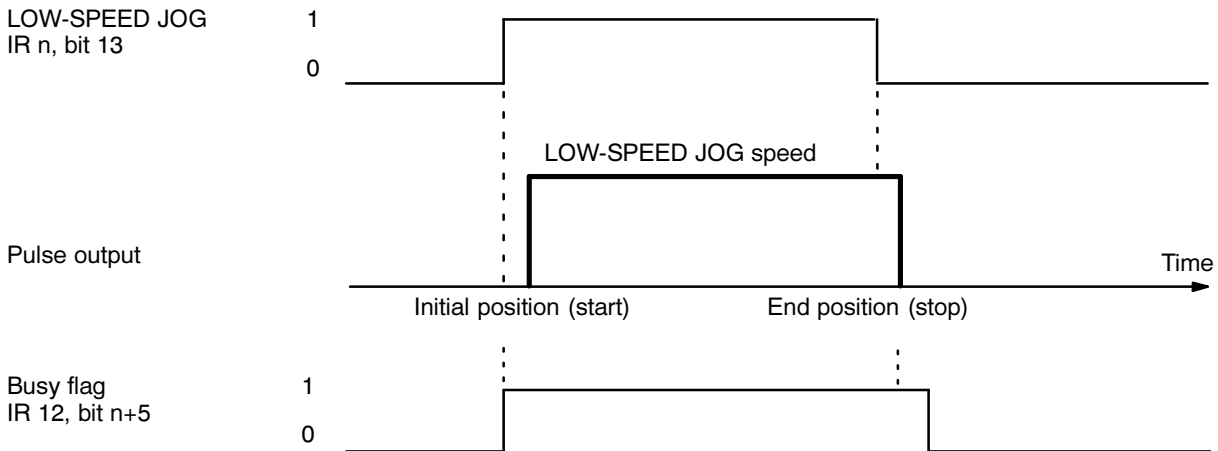 LOW-SPEED JOG
IR n, bit 13
1
0
LOW-SPEED JOG speed
Pulse output
Time
Initial position (start)
End position (stop)
Busy flag
IR 12, bit n+5
1
0